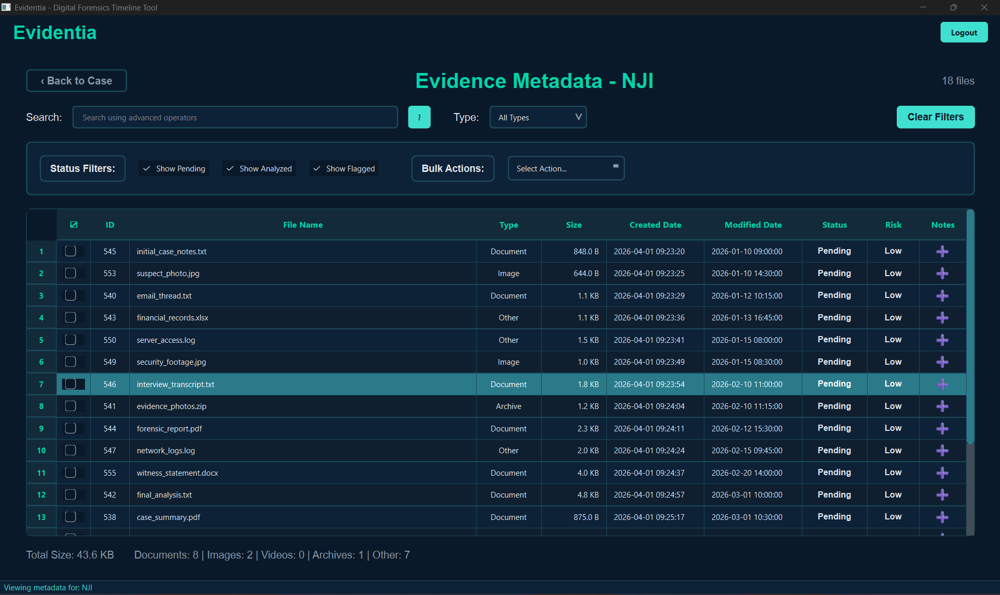 Evidentia - Digital Forensics Timeline Tool
Evidentia
Logout
‹ Back to Case
Evidence Metadata - NJI
18 files
Search:
Search using advanced operators
?
Type:
All Types
Clear Filters
Status Filters:
Show Pending
Show Analyzed
Show Flagged
Bulk Actions:
Select Action...
ID File Name Type Size Created Date Modified Date Status Risk Notes
1 545 initial_case_notes.txt Document 848.0 B 2026-04-01 09:23:20 2026-01-10 09:00:00 Pending Low
2 553 suspect_photo.jpg Image 644.0 B 2026-04-01 09:23:25 2026-01-10 14:30:00 Pending Low
3 540 email_thread.txt Document 1.1 KB 2026-04-01 09:23:29 2026-01-12 10:15:00 Pending Low
4 543 financial_records.xlsx Other 1.1 KB 2026-04-01 09:23:36 2026-01-13 16:45:00 Pending Low
5 550 server_access.log Other 1.5 KB 2026-04-01 09:23:41 2026-01-15 08:00:00 Pending Low
6 549 security_footage.jpg Image 1.0 KB 2026-04-01 09:23:49 2026-01-15 08:30:00 Pending Low
7 546 interview_transcript.txt Document 1.8 KB 2026-04-01 09:23:54 2026-02-10 11:00:00 Pending Low
8 541 evidence_photos.zip Archive 1.2 KB 2026-04-01 09:24:04 2026-02-10 11:15:00 Pending Low
9 544 forensic_report.pdf Document 2.3 KB 2026-04-01 09:24:11 2026-02-12 15:30:00 Pending Low
10 547 network_logs.log Other 2.0 KB 2026-04-01 09:24:24 2026-02-15 09:45:00 Pending Low
11 555 witness_statement.docx Document 4.0 KB 2026-04-01 09:24:37 2026-02-20 14:00:00 Pending Low
12 542 final_analysis.txt Document 4.8 KB 2026-04-01 09:24:57 2026-03-01 10:00:00 Pending Low
13 538 case_summary.pdf Document 875.0 B 2026-04-01 09:25:17 2026-03-01 10:30:00 Pending Low
Total Size: 43.6 KB
Documents: 8 | Images: 2 | Videos: 0 | Archives: 1 | Other: 7
Viewing metadata for: NJI